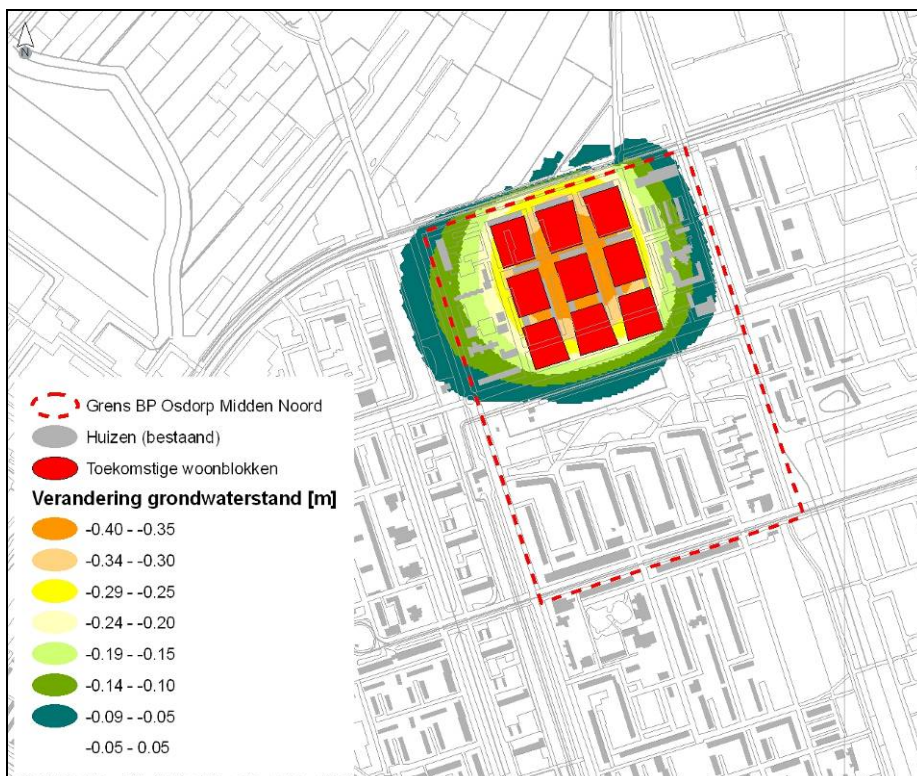 N
Grens BP Osdorp Midden Noord
Huizen (bestaand)
Toekomstige woonblokken
Verandering grondwaterstand [m]
-0.40 - -0.35
-0.34 - -0.30
-0.29 - -0.25
-0.24 - -0.20
-0.19 - -0.15
-0.14 - -0.10
-0.09 - -0.05
-0.05 - 0.05